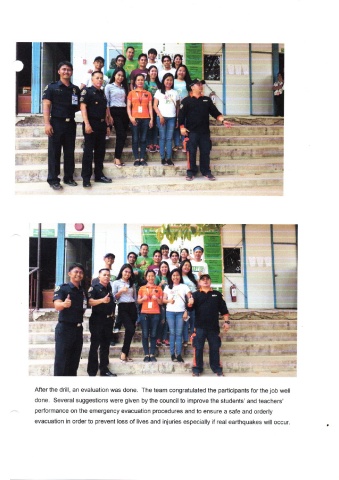 After the drill, an evaluation was done.  The team congratulated the participants for the job well
done.  Several suggestions were given by the council to improve the students' and teachers'
performance on the emergency evacuation procedures and to ensure a safe and orderly
evacuation in order to prevent loss of lives and injuries especially if real earthquakes will occur.